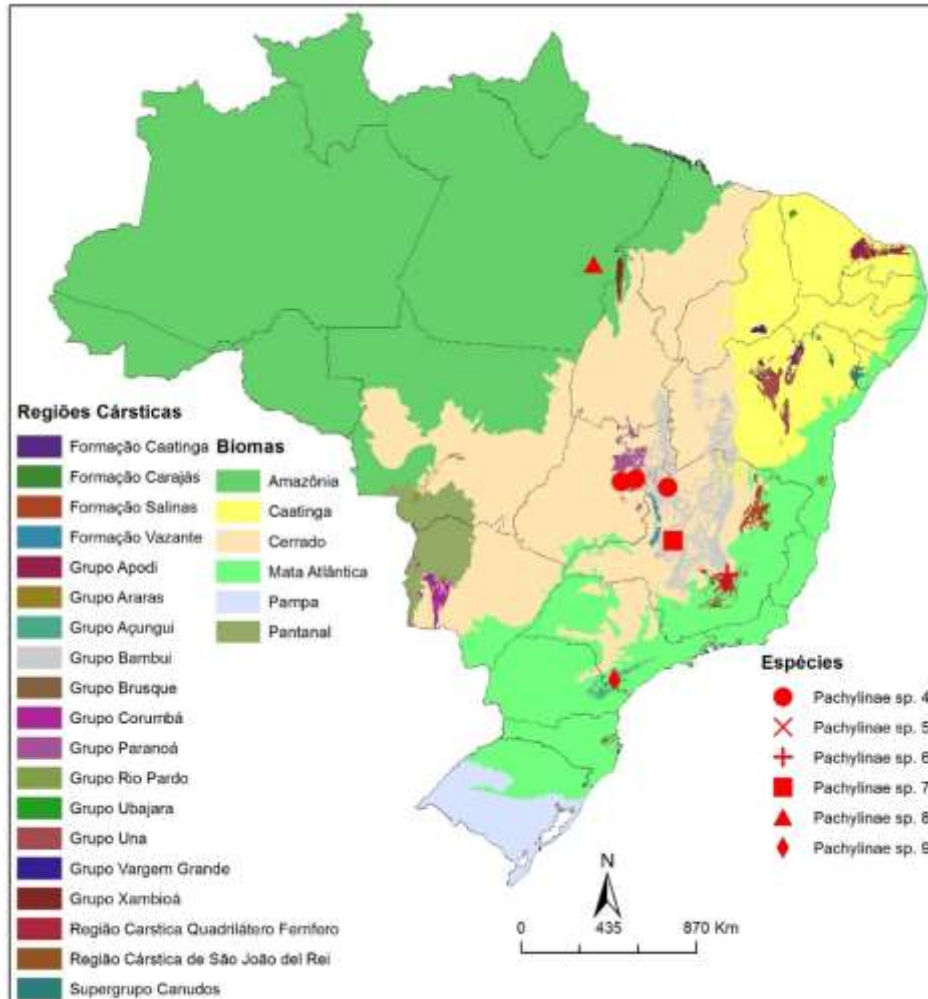 Regiões Cársticas
Formação Caatinga
Formação Carajás
Formação Salinas
Formação Vazante
Grupo Apodi
Grupo Araras
Grupo Açungui
Grupo Bambuí
Grupo Brusque
Grupo Corumbá
Grupo Paranoá
Grupo Rio Pardo
Grupo Ubajara
Grupo Una
Grupo Vargem Grande
Grupo Xambioá
Região Carstica Quadrilátero Ferrífero
Região Cárstica de São João del Rei
Supergrupo Canudos
Biomas
Amazônia
Caatinga
Cerrado
Mata Atlântica
Pampa
Pantanal
Espécies
Pachylinae sp. 4
Pachylinae sp. 5
Pachylinae sp. 6
Pachylinae sp. 7
Pachylinae sp. 8
Pachylinae sp. 9
N
0 435 870 Km